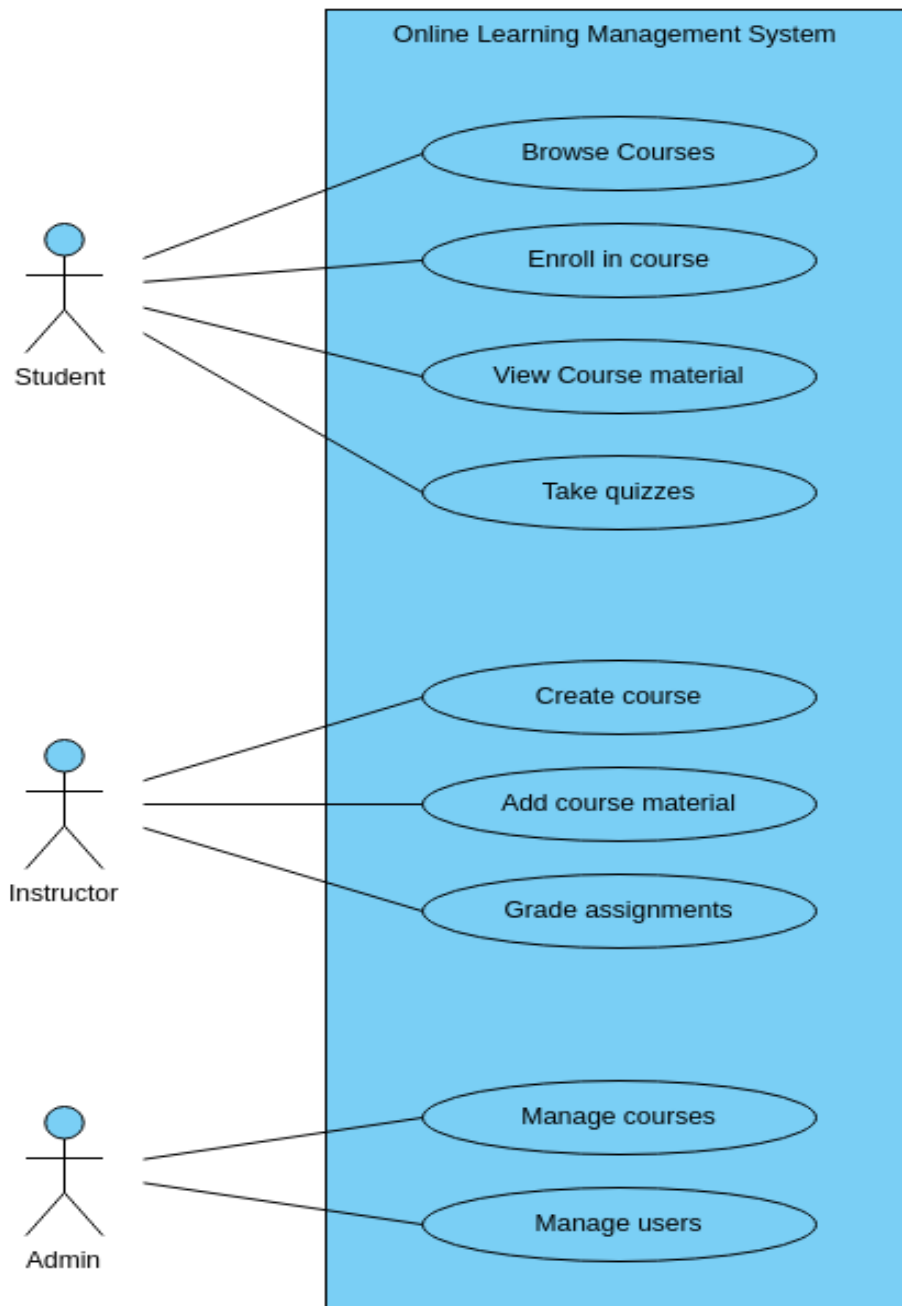 Online Learning Management System
Browse Courses
Enroll in course
Student
View Course material
Take quizzes
Create course
Add course material
Instructor
Grade assignments
Manage courses
Manage users
Admin